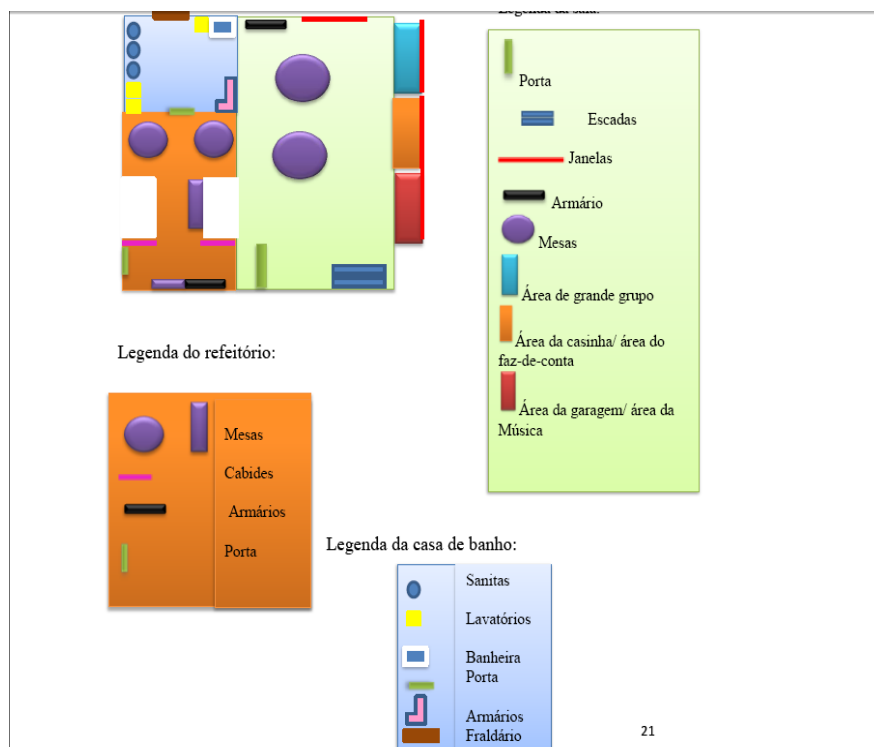 Legenda da sala:
Porta
Escadas
Janelas
Armário
Mesas
Área de grande grupo
Área da casinha/ área do
faz-de-conta
Área da garagem/ área da
Música
Legenda do refeitório:
Mesas
Cabides
Armários
Porta
Legenda da casa de banho:
Sanitas
Lavatórios
Banheira
Porta
Armários
Fraldário
21